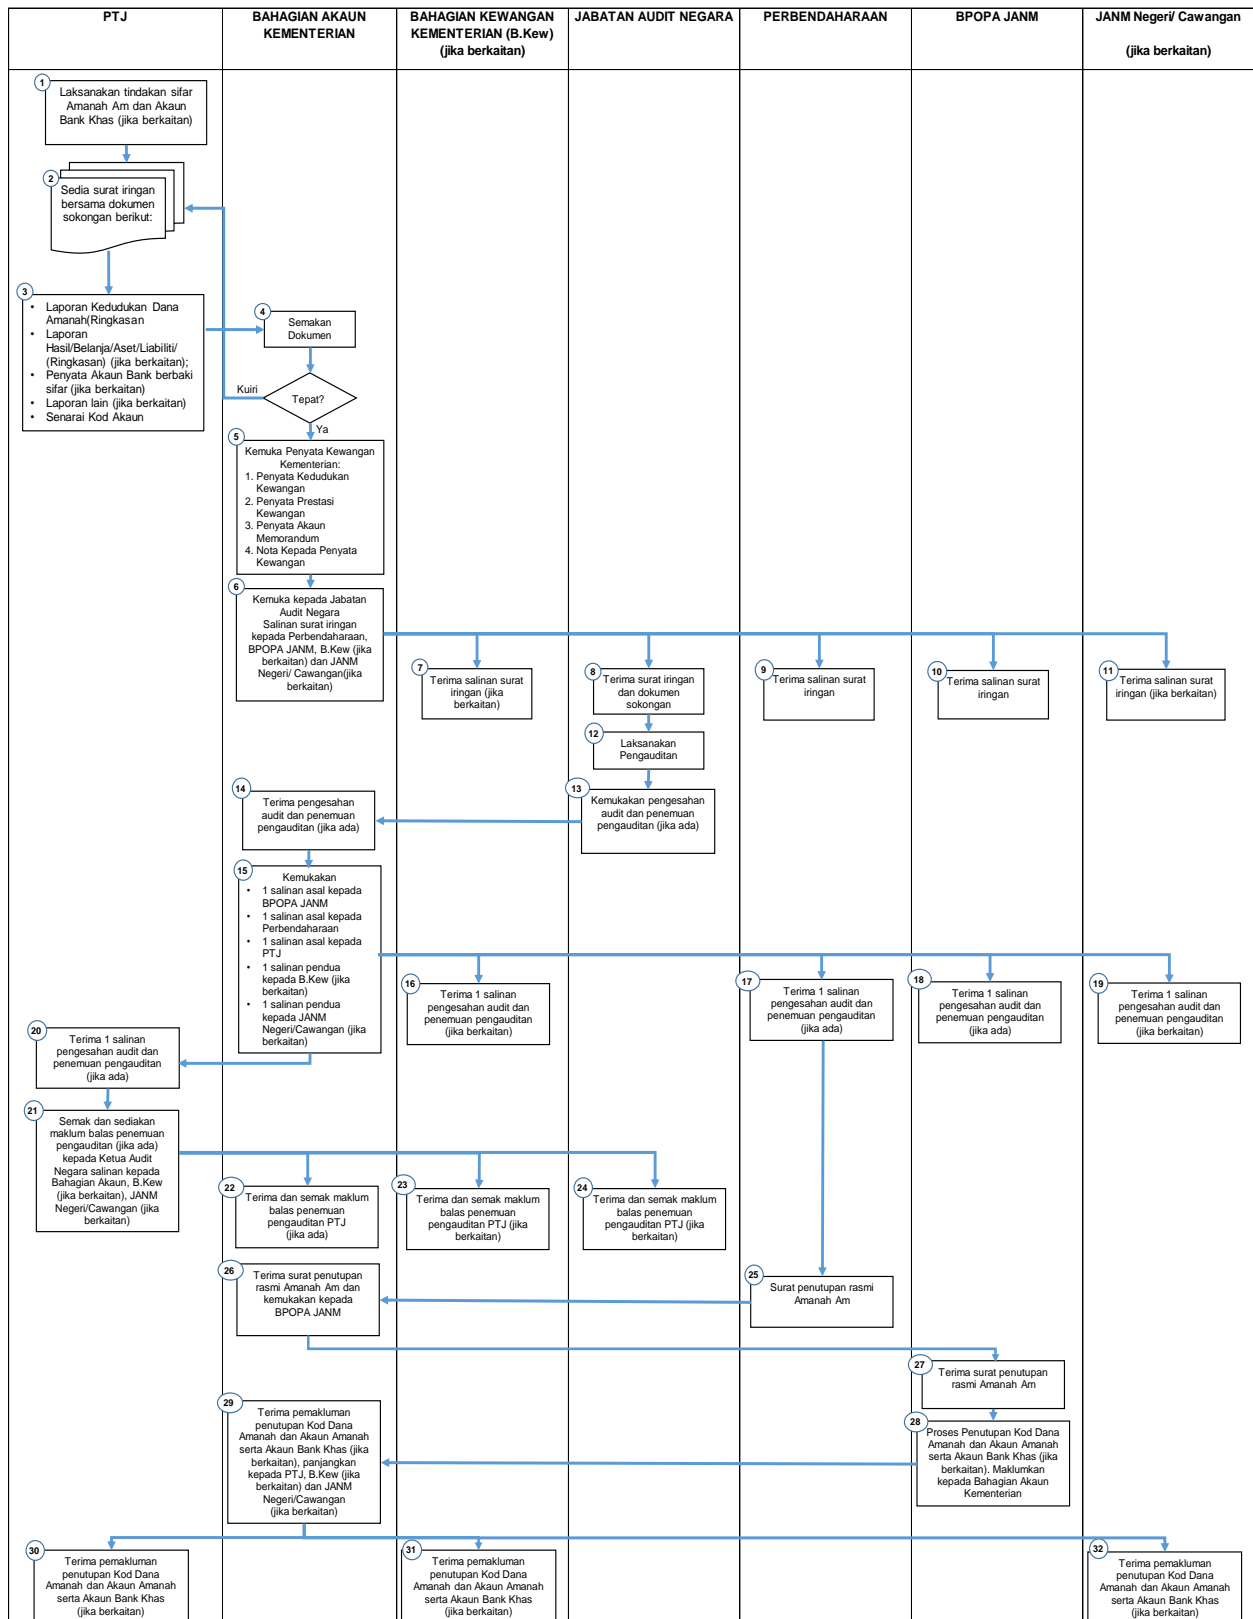 PTJ
BAHAGIAN AKAUN
KEMENTERIAN
BAHAGIAN KEWANGAN
KEMENTERIAN (B.Kew)
(jika berkaitan)
JABATAN AUDIT NEGARA
PERBENDAHARAAN
BPOPA JANM
JANM Negeri/ Cawangan
(jika berkaitan)
1
Laksanakan tindakan sifar
Amanah Am dan Akaun
Bank Khas (jika berkaitan)
2
Sedia surat iringan
bersama dokumen
sokongan berikut:
3
• Laporan Kedudukan Dana
Amanah(Ringkasan
• Laporan
Hasil/Belanja/Aset/Liabiliti/
(Ringkasan) (jika berkaitan);
• Penyata Akaun Bank berbaki
sifar (jika berkaitan)
• Laporan lain (jika berkaitan)
• Senarai Kod Akaun
4
Semakan
Dokumen
Kuiri
Tepat?
Ya
5
Kemuka Penyata Kewangan
Kementerian:
1. Penyata Kedudukan
Kewangan
2. Penyata Prestasi
Kewangan
3. Penyata Akaun
Memorandum
4. Nota Kepada Penyata
Kewangan
6
Kemuka kepada Jabatan
Audit Negara
Salinan surat iringan
kepada Perbendaharaan,
BPOPA JANM, B.Kew (jika
berkaitan) dan JANM
Negeri/ Cawangan(jika
berkaitan)
7
Terima salinan surat
iringan (jika
berkaitan)
8
Terima surat iringan
dan dokumen
sokongan
9
Terima salinan surat
iringan
10
Terima salinan surat
iringan
11
Terima salinan surat
iringan (jika berkaitan)
12
Laksanakan
Pengauditan
13
Kemukakan pengesahan
audit dan penemuan
pengauditan (jika ada)
14
Terima pengesahan
audit dan penemuan
pengauditan (jika ada)
15
Kemukakan
• 1 salinan asal kepada
BPOPA JANM
• 1 salinan asal kepada
Perbendaharaan
• 1 salinan asal kepada
PTJ
• 1 salinan pendua
kepada B.Kew (jika
berkaitan)
• 1 salinan pendua
kepada JANM
Negeri/Cawangan (jika
berkaitan)
16
Terima 1 salinan
pengesahan audit dan
penemuan pengauditan
(jika berkaitan)
17
Terima 1 salinan
pengesahan audit dan
penemuan pengauditan
(jika ada)
18
Terima 1 salinan
pengesahan audit dan
penemuan pengauditan
(jika ada)
19
Terima 1 salinan
pengesahan audit dan
penemuan pengauditan
(jika berkaitan)
20
Terima 1 salinan
pengesahan audit dan
penemuan pengauditan
(jika ada)
21
Semak dan sediakan
maklum balas penemuan
pengauditan (jika ada)
kepada Ketua Audit
Negara salinan kepada
Bahagian Akaun, B.Kew
(jika berkaitan), JANM
Negeri/Cawangan (jika
berkaitan)
22
Terima dan semak maklum
balas penemuan
pengauditan PTJ
(jika ada)
23
Terima dan semak maklum
balas penemuan
pengauditan PTJ (jika
berkaitan)
24
Terima dan semak maklum
balas penemuan
pengauditan PTJ (jika
berkaitan)
25
Surat penutupan rasmi
Amanah Am
26
Terima surat penutupan
rasmi Amanah Am dan
kemukakan kepada
BPOPA JANM
27
Terima surat penutupan
rasmi Amanah Am
28
Proses Penutupan Kod Dana
Amanah dan Akaun Amanah
serta Akaun Bank Khas (jika
berkaitan). Maklumkan
kepada Bahagian Akaun
Kementerian
29
Terima pemakluman
penutupan Kod Dana
Amanah dan Akaun Amanah
serta Akaun Bank Khas (jika
berkaitan), panjangkan
kepada PTJ, B.Kew (jika
berkaitan) dan JANM
Negeri/Cawangan
(jika berkaitan)
30
Terima pemakluman
penutupan Kod Dana
Amanah dan Akaun Amanah
serta Akaun Bank Khas
(jika berkaitan)
31
Terima pemakluman
penutupan Kod Dana
Amanah dan Akaun Amanah
serta Akaun Bank Khas
(jika berkaitan)
32
Terima pemakluman
penutupan Kod Dana
Amanah dan Akaun Amanah
serta Akaun Bank Khas
(jika berkaitan)